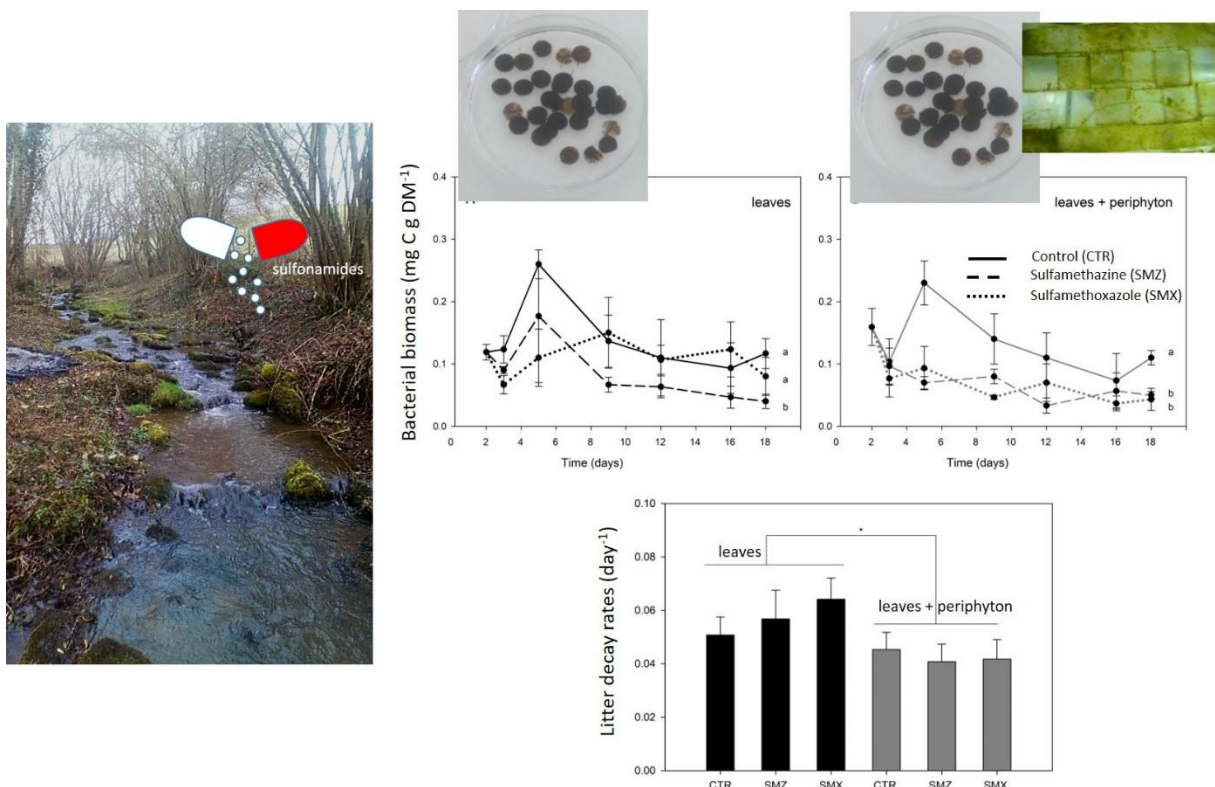 sulfonamides
Bacterial biomass (mg C g DM-1)
0.4
0.3
0.2
0.1
0.0
leaves
a
a
b
0 2 4 6 8 10 12 14 16 18
Time (days)
0.4
0.3
0.2
0.1
0.0
leaves + periphyton
Control (CTR)
Sulfamethazine (SMZ)
Sulfamethoxazole (SMX)
a
b
b
0 2 4 6 8 10 12 14 16 18
Time (days)
Litter decay rates (day-1)
0.10
0.08
0.06
0.04
0.02
0.00
*
leaves
leaves + periphyton
CTR SMZ SMX CTR SMZ SMX